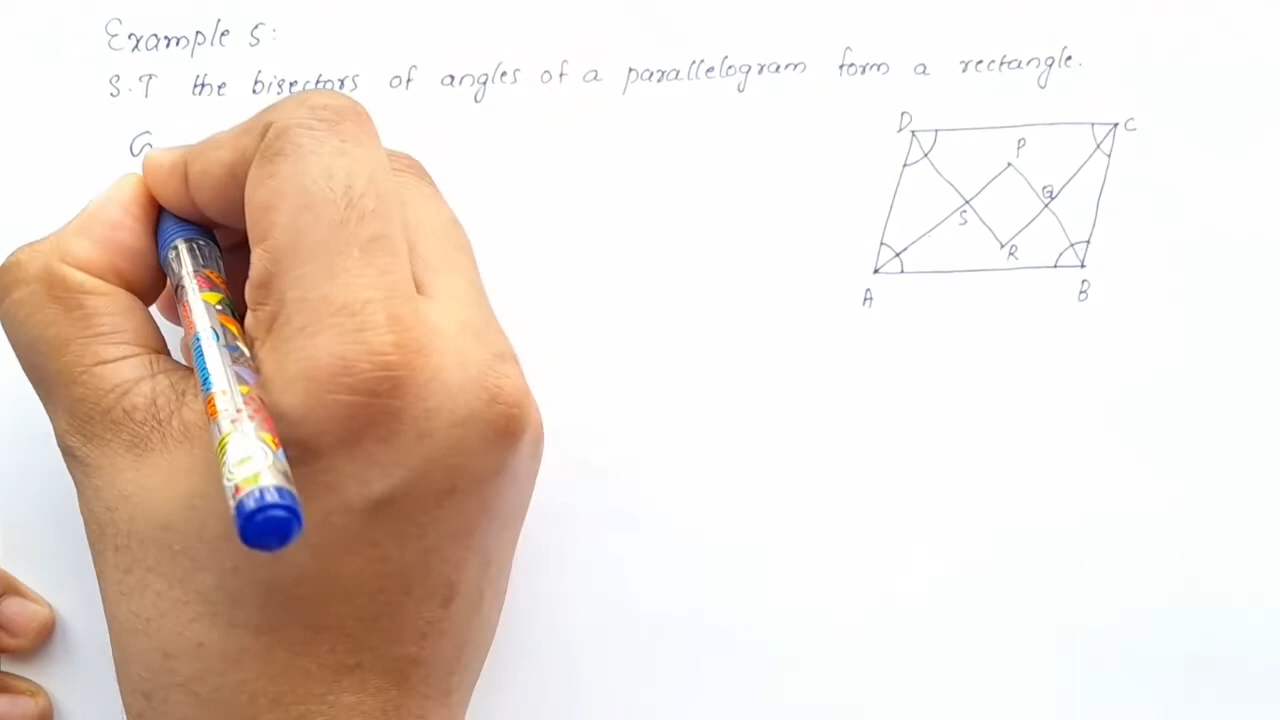 Example 5:
S.T the bisectors of angles of a parallelogram form a rectangle.
G
D
C
P
Q
S
R
A
B